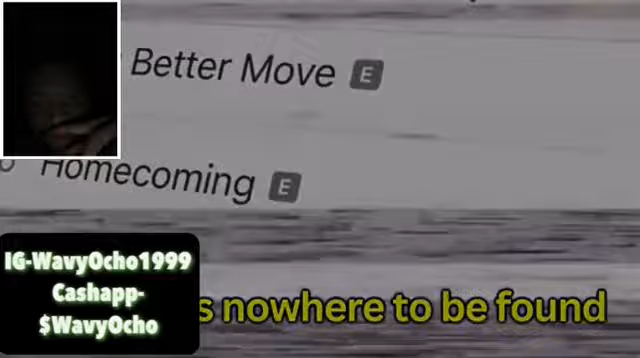 Better Move E
Homecoming E
IG-WavyOcho1999
Cashapp-
$WavyOcho
s nowhere to be found